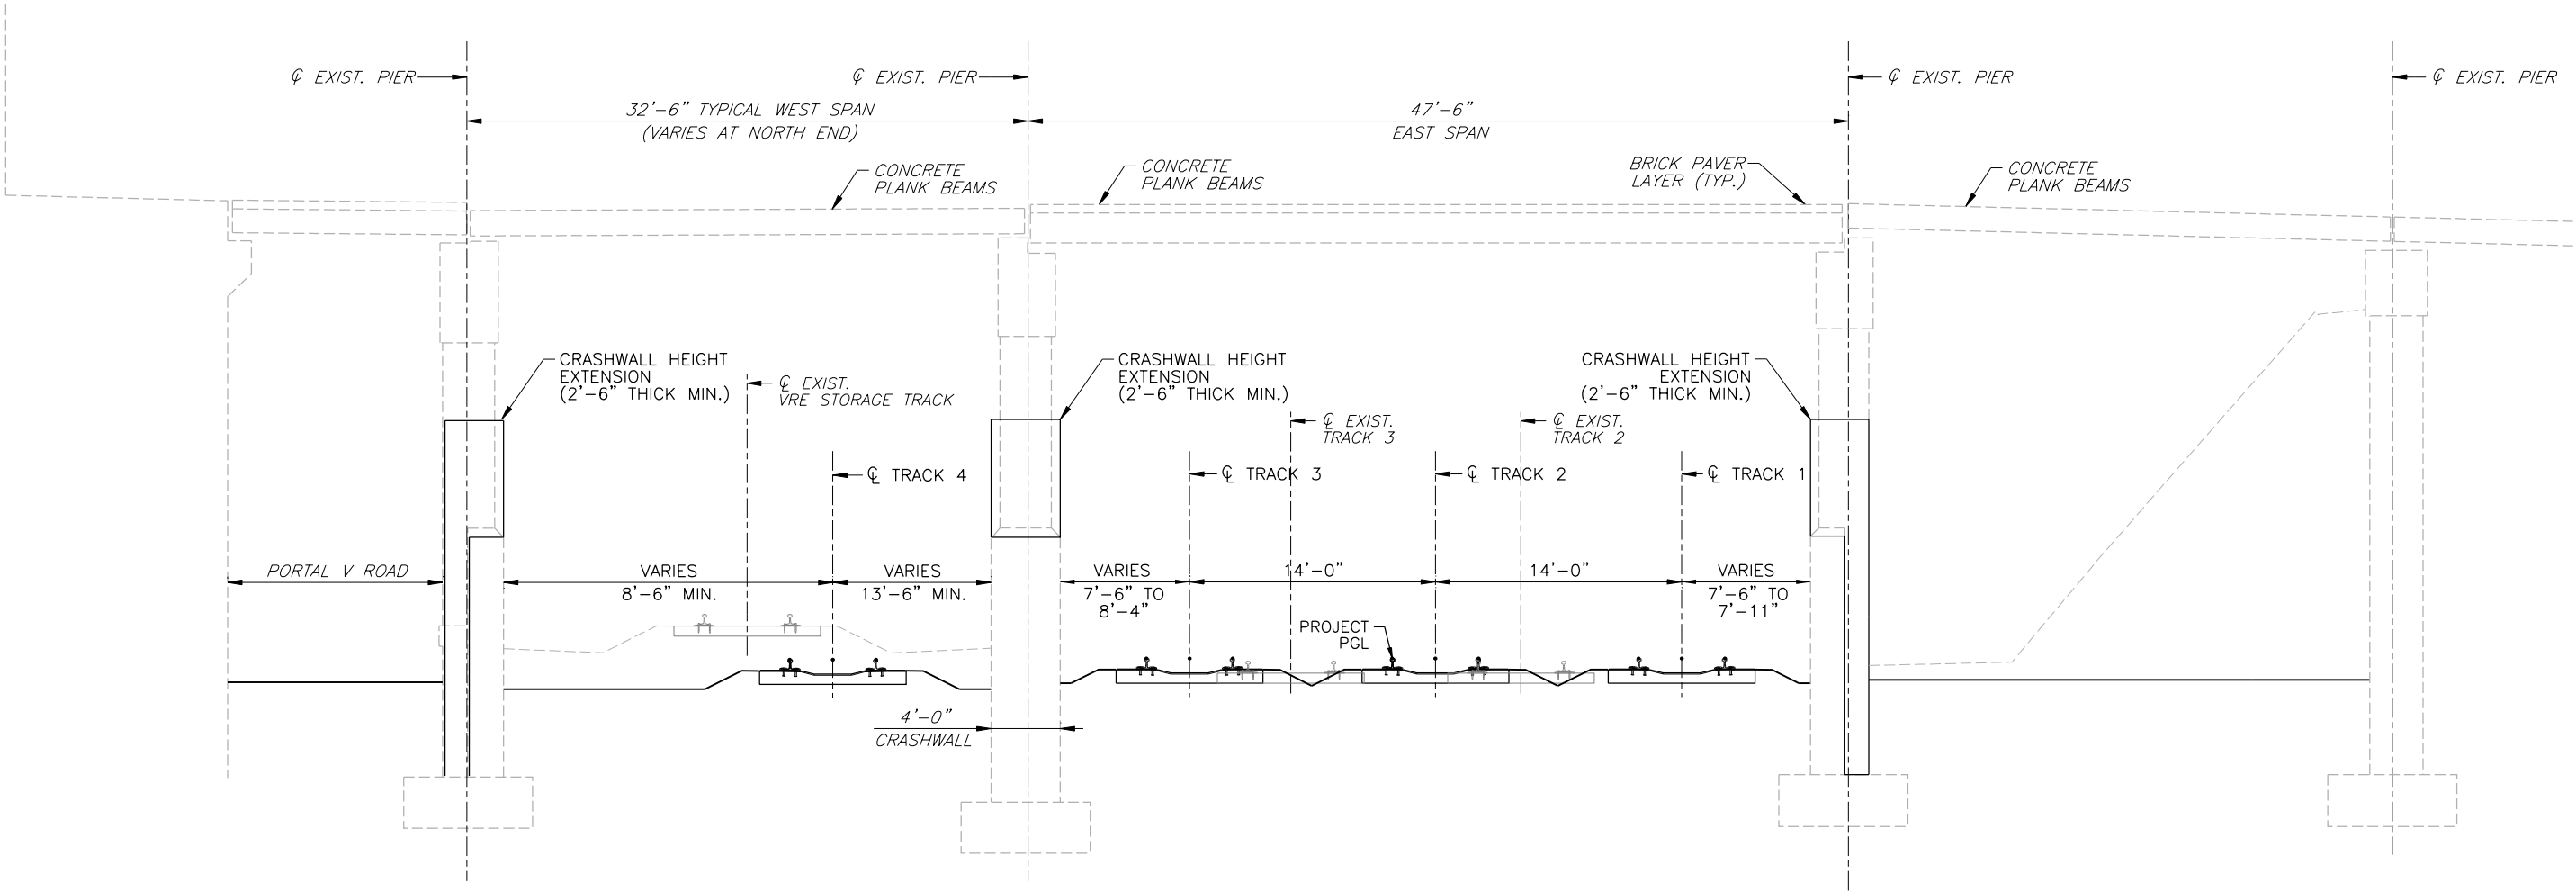 ℄ EXIST. PIER
℄ EXIST. PIER
℄ EXIST. PIER
℄ EXIST. PIER
32'-6" TYPICAL WEST SPAN
(VARIES AT NORTH END)
47'-6"
EAST SPAN
CONCRETE
PLANK BEAMS
CONCRETE
PLANK BEAMS
BRICK PAVER
LAYER (TYP.)
CONCRETE
PLANK BEAMS
CRASHWALL HEIGHT
EXTENSION
(2'-6" THICK MIN.)
℄ EXIST.
VRE STORAGE TRACK
CRASHWALL HEIGHT
EXTENSION
(2'-6" THICK MIN.)
℄ EXIST.
TRACK 3
℄ EXIST.
TRACK 2
CRASHWALL HEIGHT
EXTENSION
(2'-6" THICK MIN.)
℄ TRACK 4
℄ TRACK 3
℄ TRACK 2
℄ TRACK 1
PORTAL V ROAD
VARIES
8'-6" MIN.
VARIES
13'-6" MIN.
VARIES
7'-6" TO
8'-4"
14'-0"
14'-0"
VARIES
7'-6" TO
7'-11"
PROJECT
PGL
4'-0"
CRASHWALL